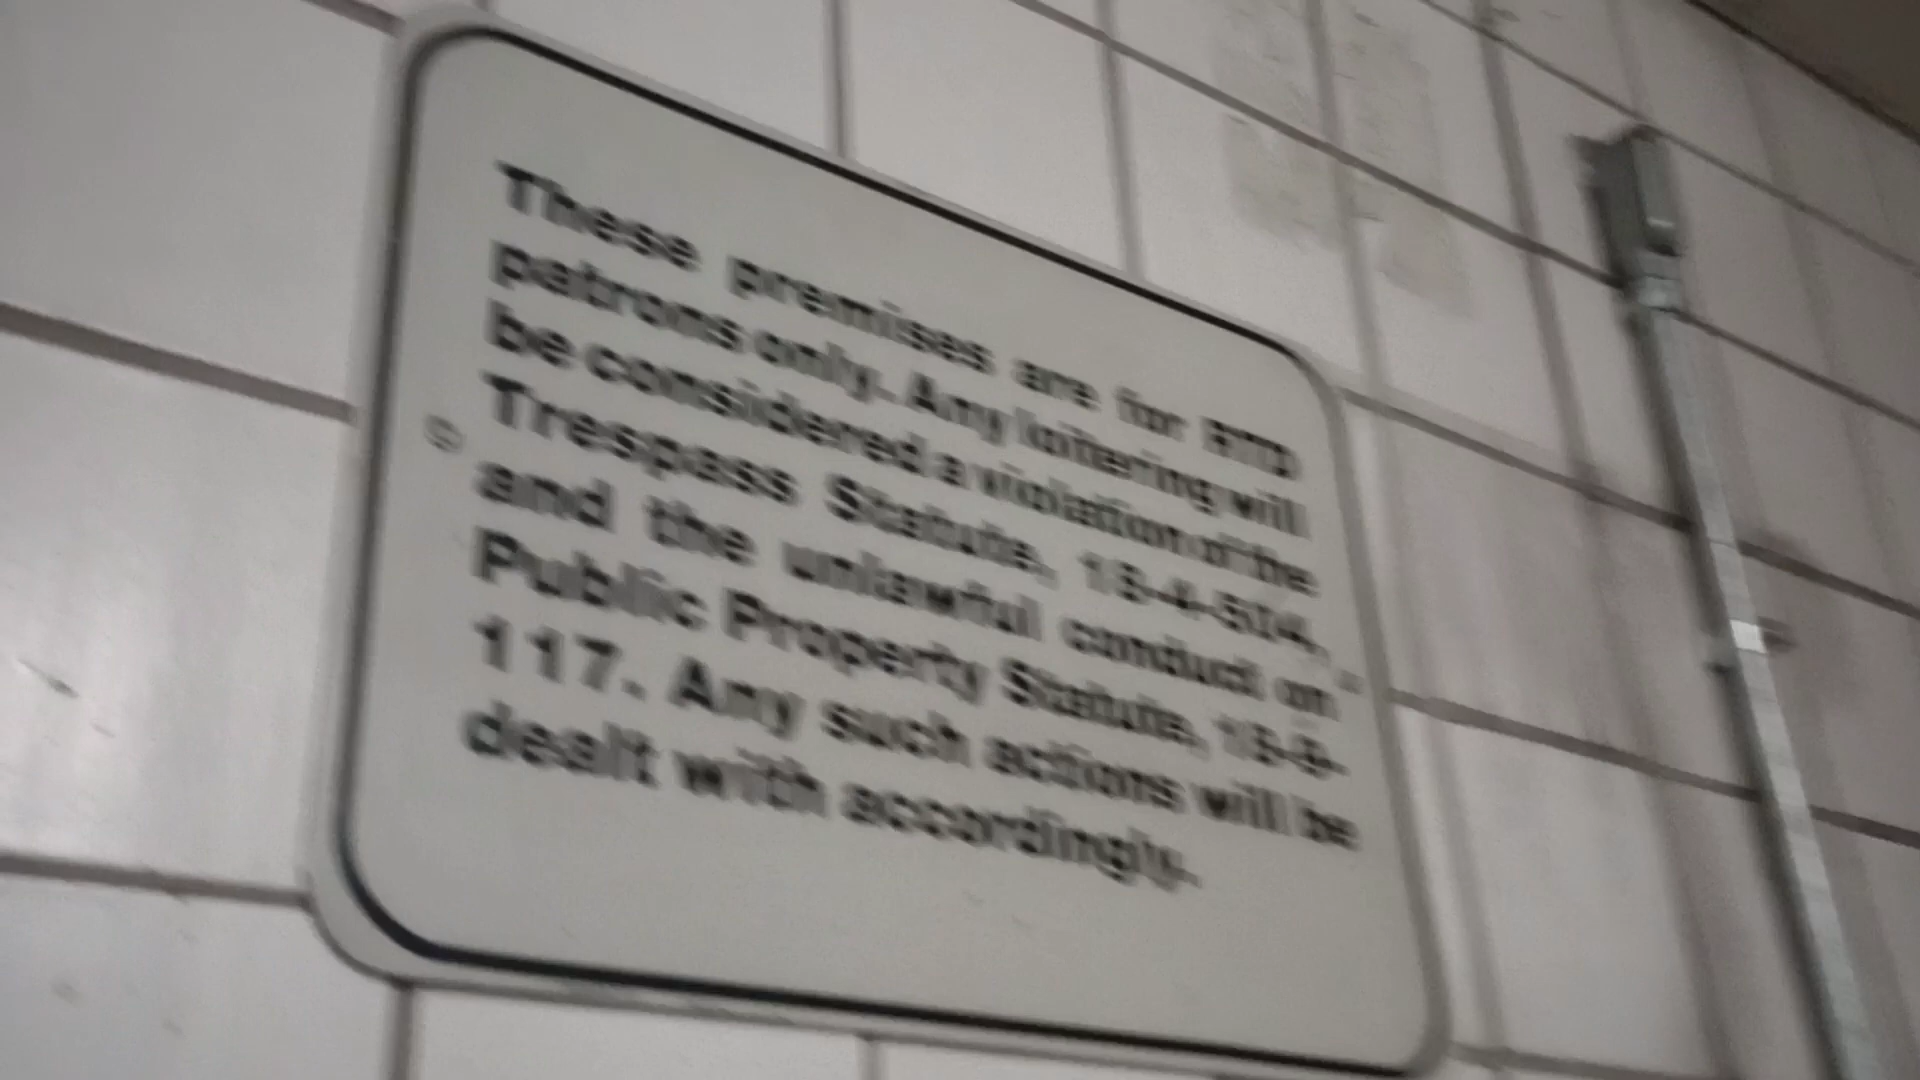 These premises are for RTD
patrons only. Any loitering will
be considered a violation of the
Trespass Statute, 18-4-504,
and the unlawful conduct on
Public Property Statute, 18-9-
117. Any such actions will be
dealt with accordingly.